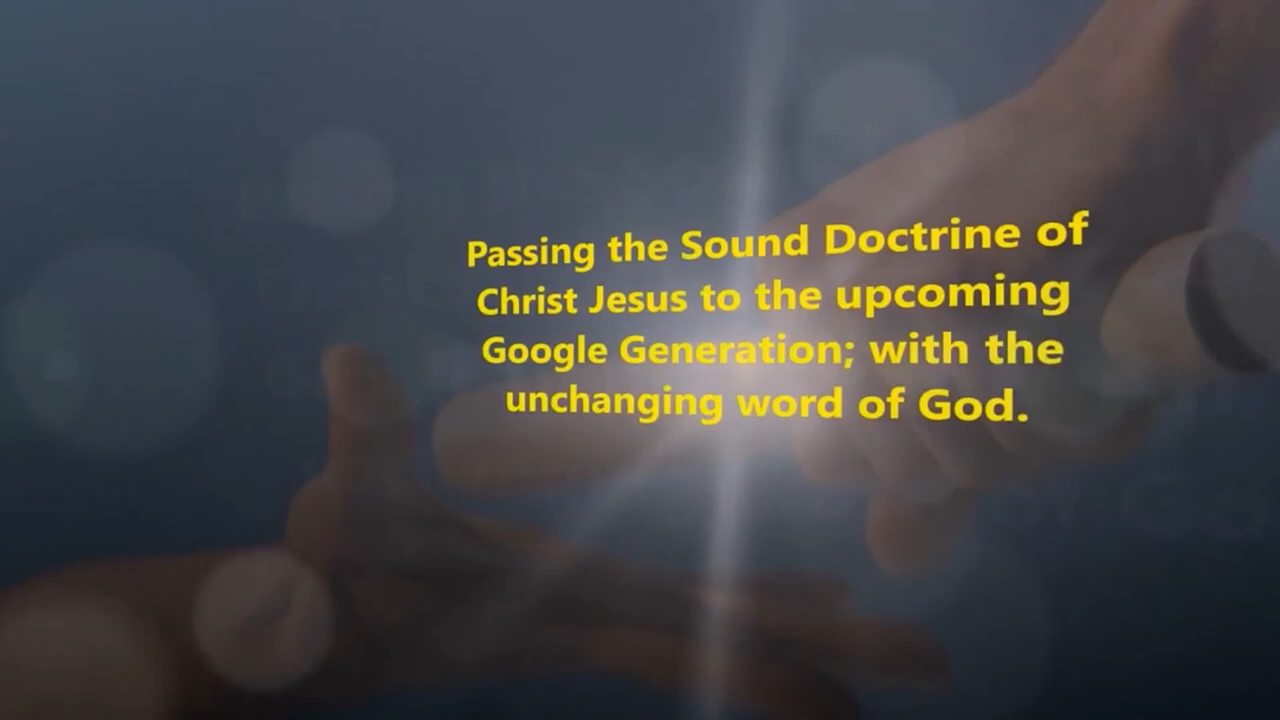 Passing the Sound Doctrine of
Christ Jesus to the upcoming
Google Generation; with the
unchanging word of God.